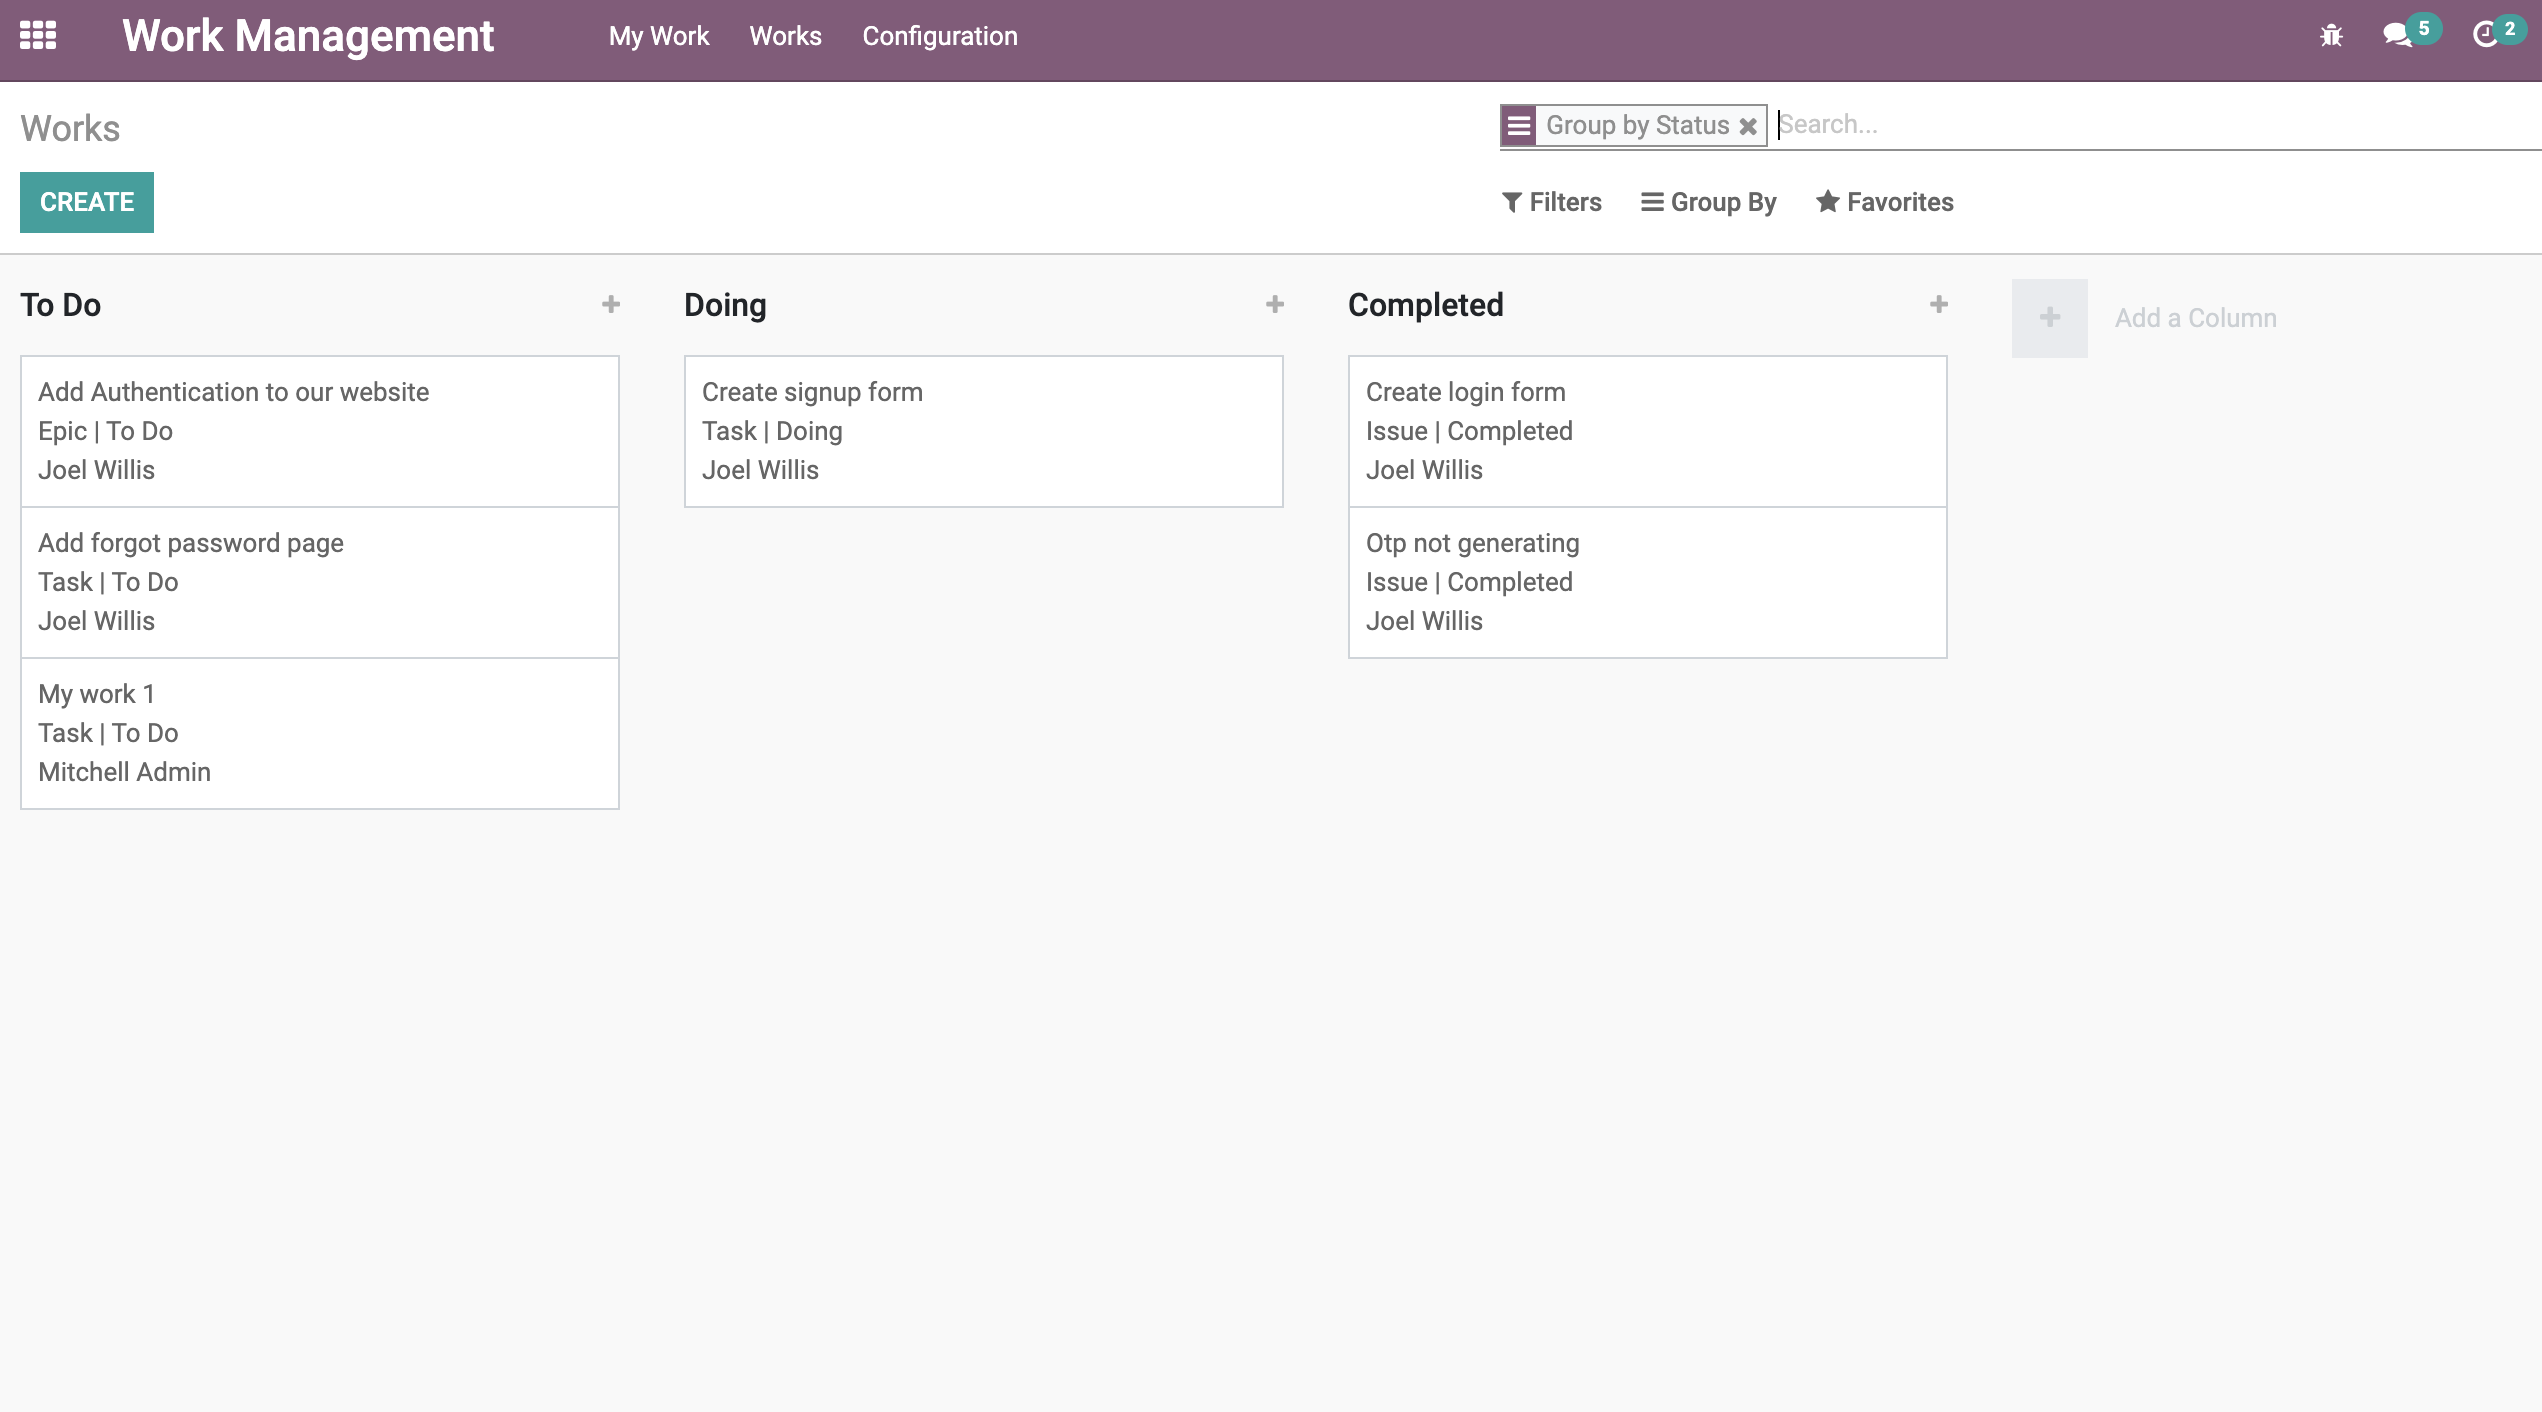 Work Management
My Work
Works
Configuration
5
2
Works
Group by Status
Search...
CREATE
Filters
Group By
Favorites
To Do
Add Authentication to our website
Epic | To Do
Joel Willis
Add forgot password page
Task | To Do
Joel Willis
My work 1
Task | To Do
Mitchell Admin
Doing
Create signup form
Task | Doing
Joel Willis
Completed
Create login form
Issue | Completed
Joel Willis
Otp not generating
Issue | Completed
Joel Willis
Add a Column